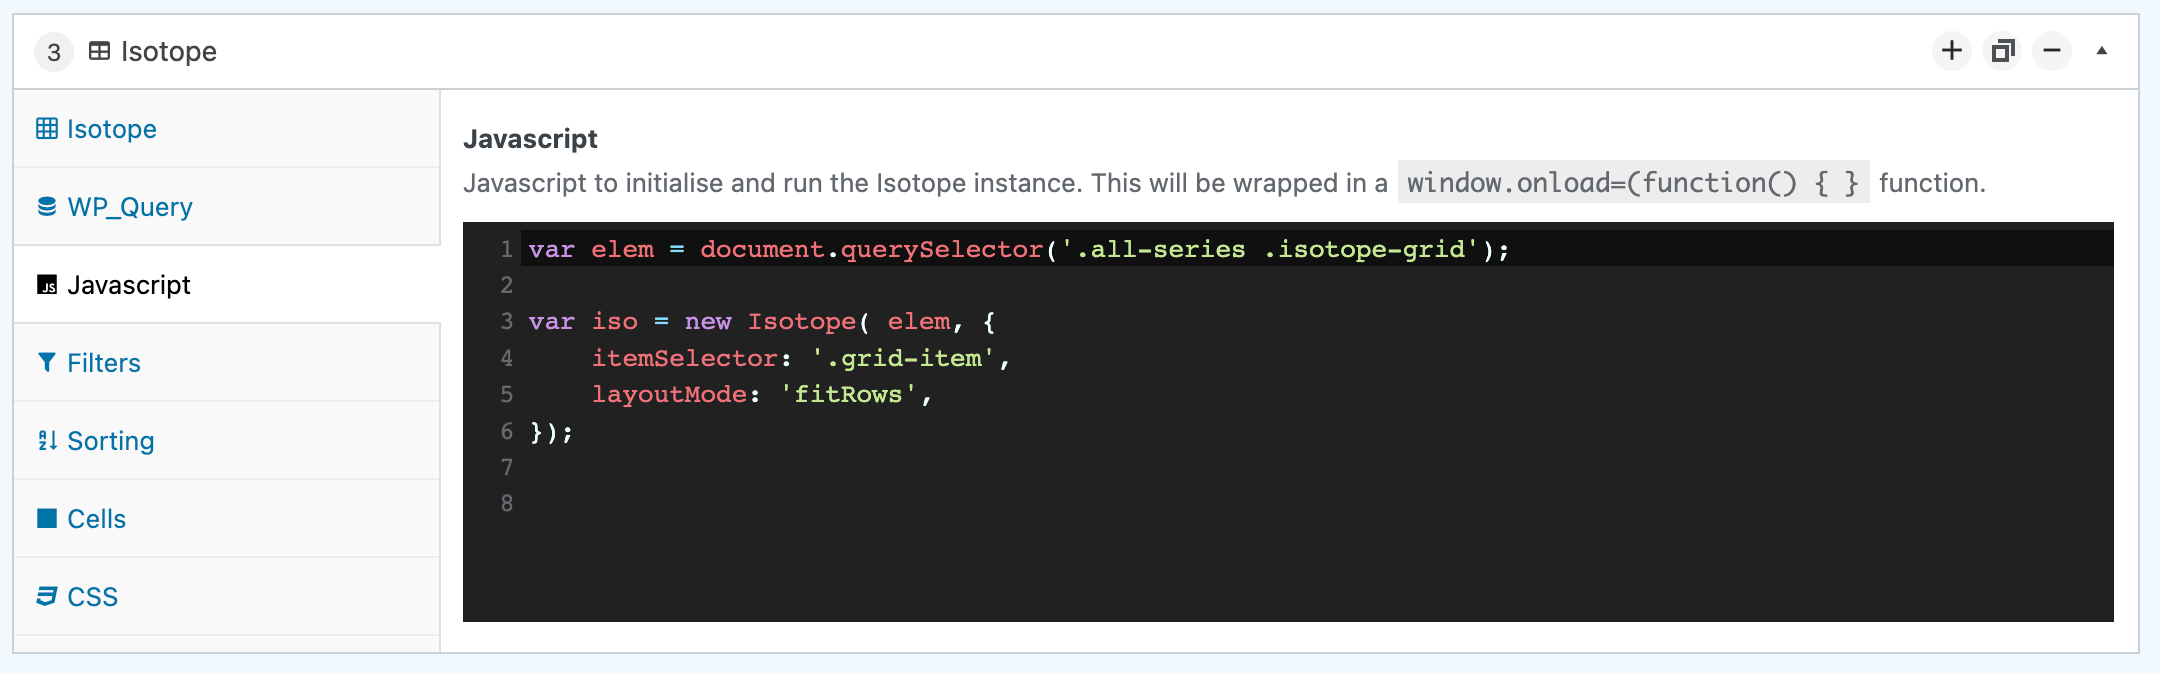 3 Isotope
Isotope
WP_Query
JS Javascript
Filters
Sorting
Cells
CSS
Javascript
Javascript to initialise and run the Isotope instance. This will be wrapped in a window.onload=(function() { } function.
1 var elem = document.querySelector('.all-series .isotope-grid');
2
3 var iso = new Isotope( elem, {
4     itemSelector: '.grid-item',
5     layoutMode: 'fitRows',
6 });
7
8